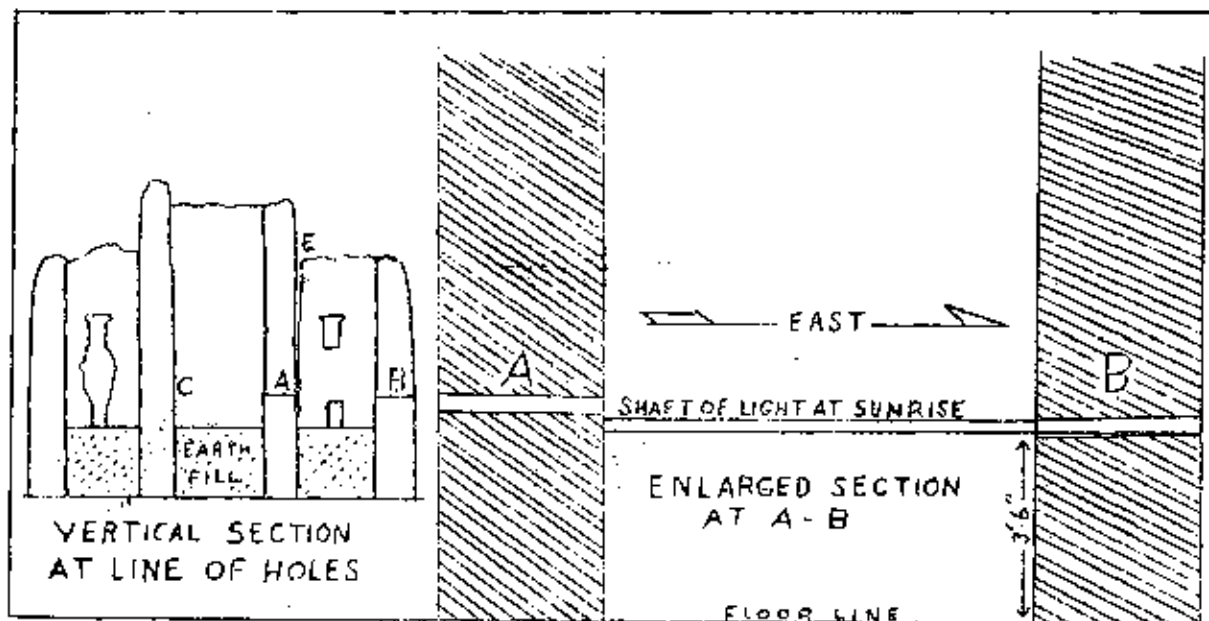 E
C
A
B
EARTH
FILL
VERTICAL SECTION
AT LINE OF HOLES
A
EAST
B
SHAFT OF LIGHT AT SUNRISE
ENLARGED SECTION
AT A-B
3'6"
FLOOR LINE